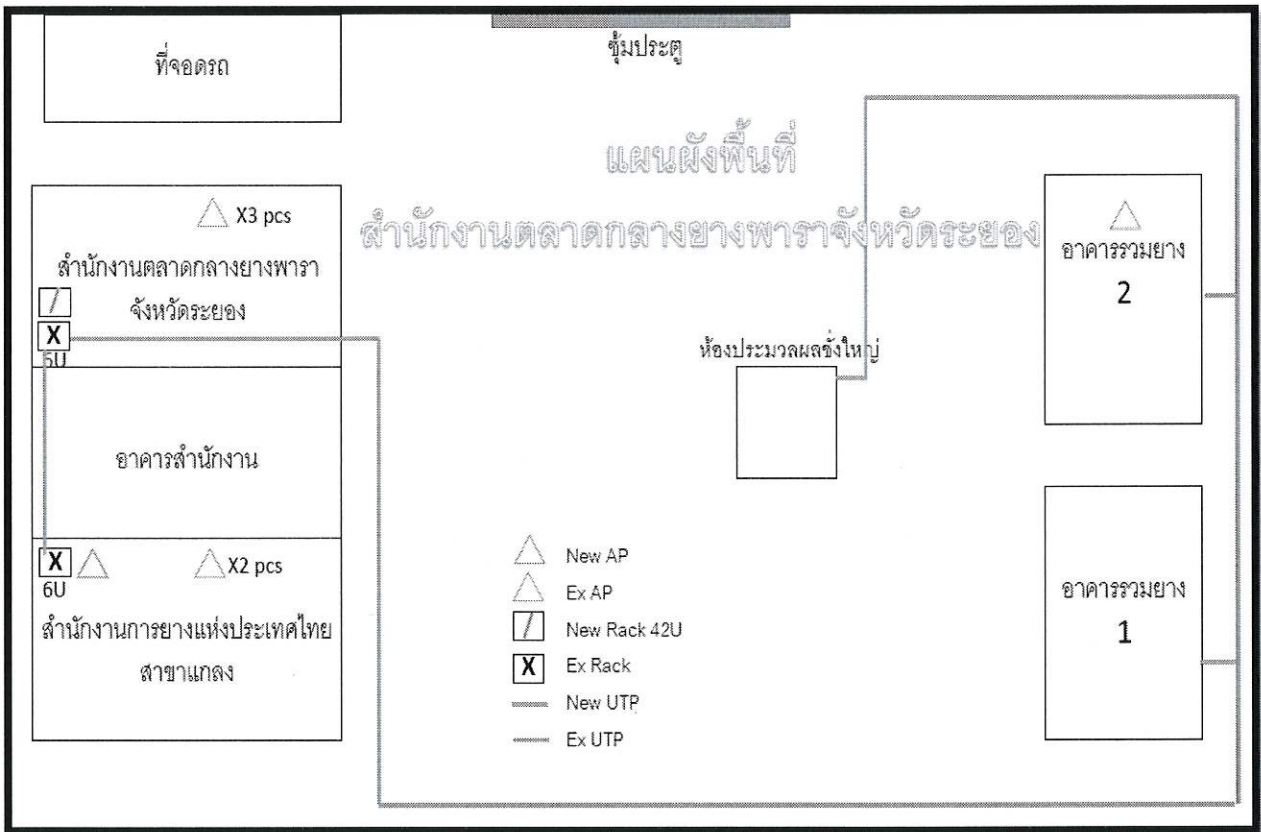 ที่จอดรถ
ซุ้มประตู
แผนผังพื้นที่
สำนักงานตลาดกลางยางพาราจังหวัดระยอง
X3 pcs
สำนักงานตลาดกลางยางพารา
จังหวัดระยอง
/
X
6U
อาคารสำนักงาน
X
6U
X2 pcs
สำนักงานการยางแห่งประเทศไทย
สาขาแกลง
ห้องประมวลผลชั่งใหญ่
อาคารรวมยาง
2
อาคารรวมยาง
1
New AP
Ex AP
/ New Rack 42U
X Ex Rack
New UTP
Ex UTP